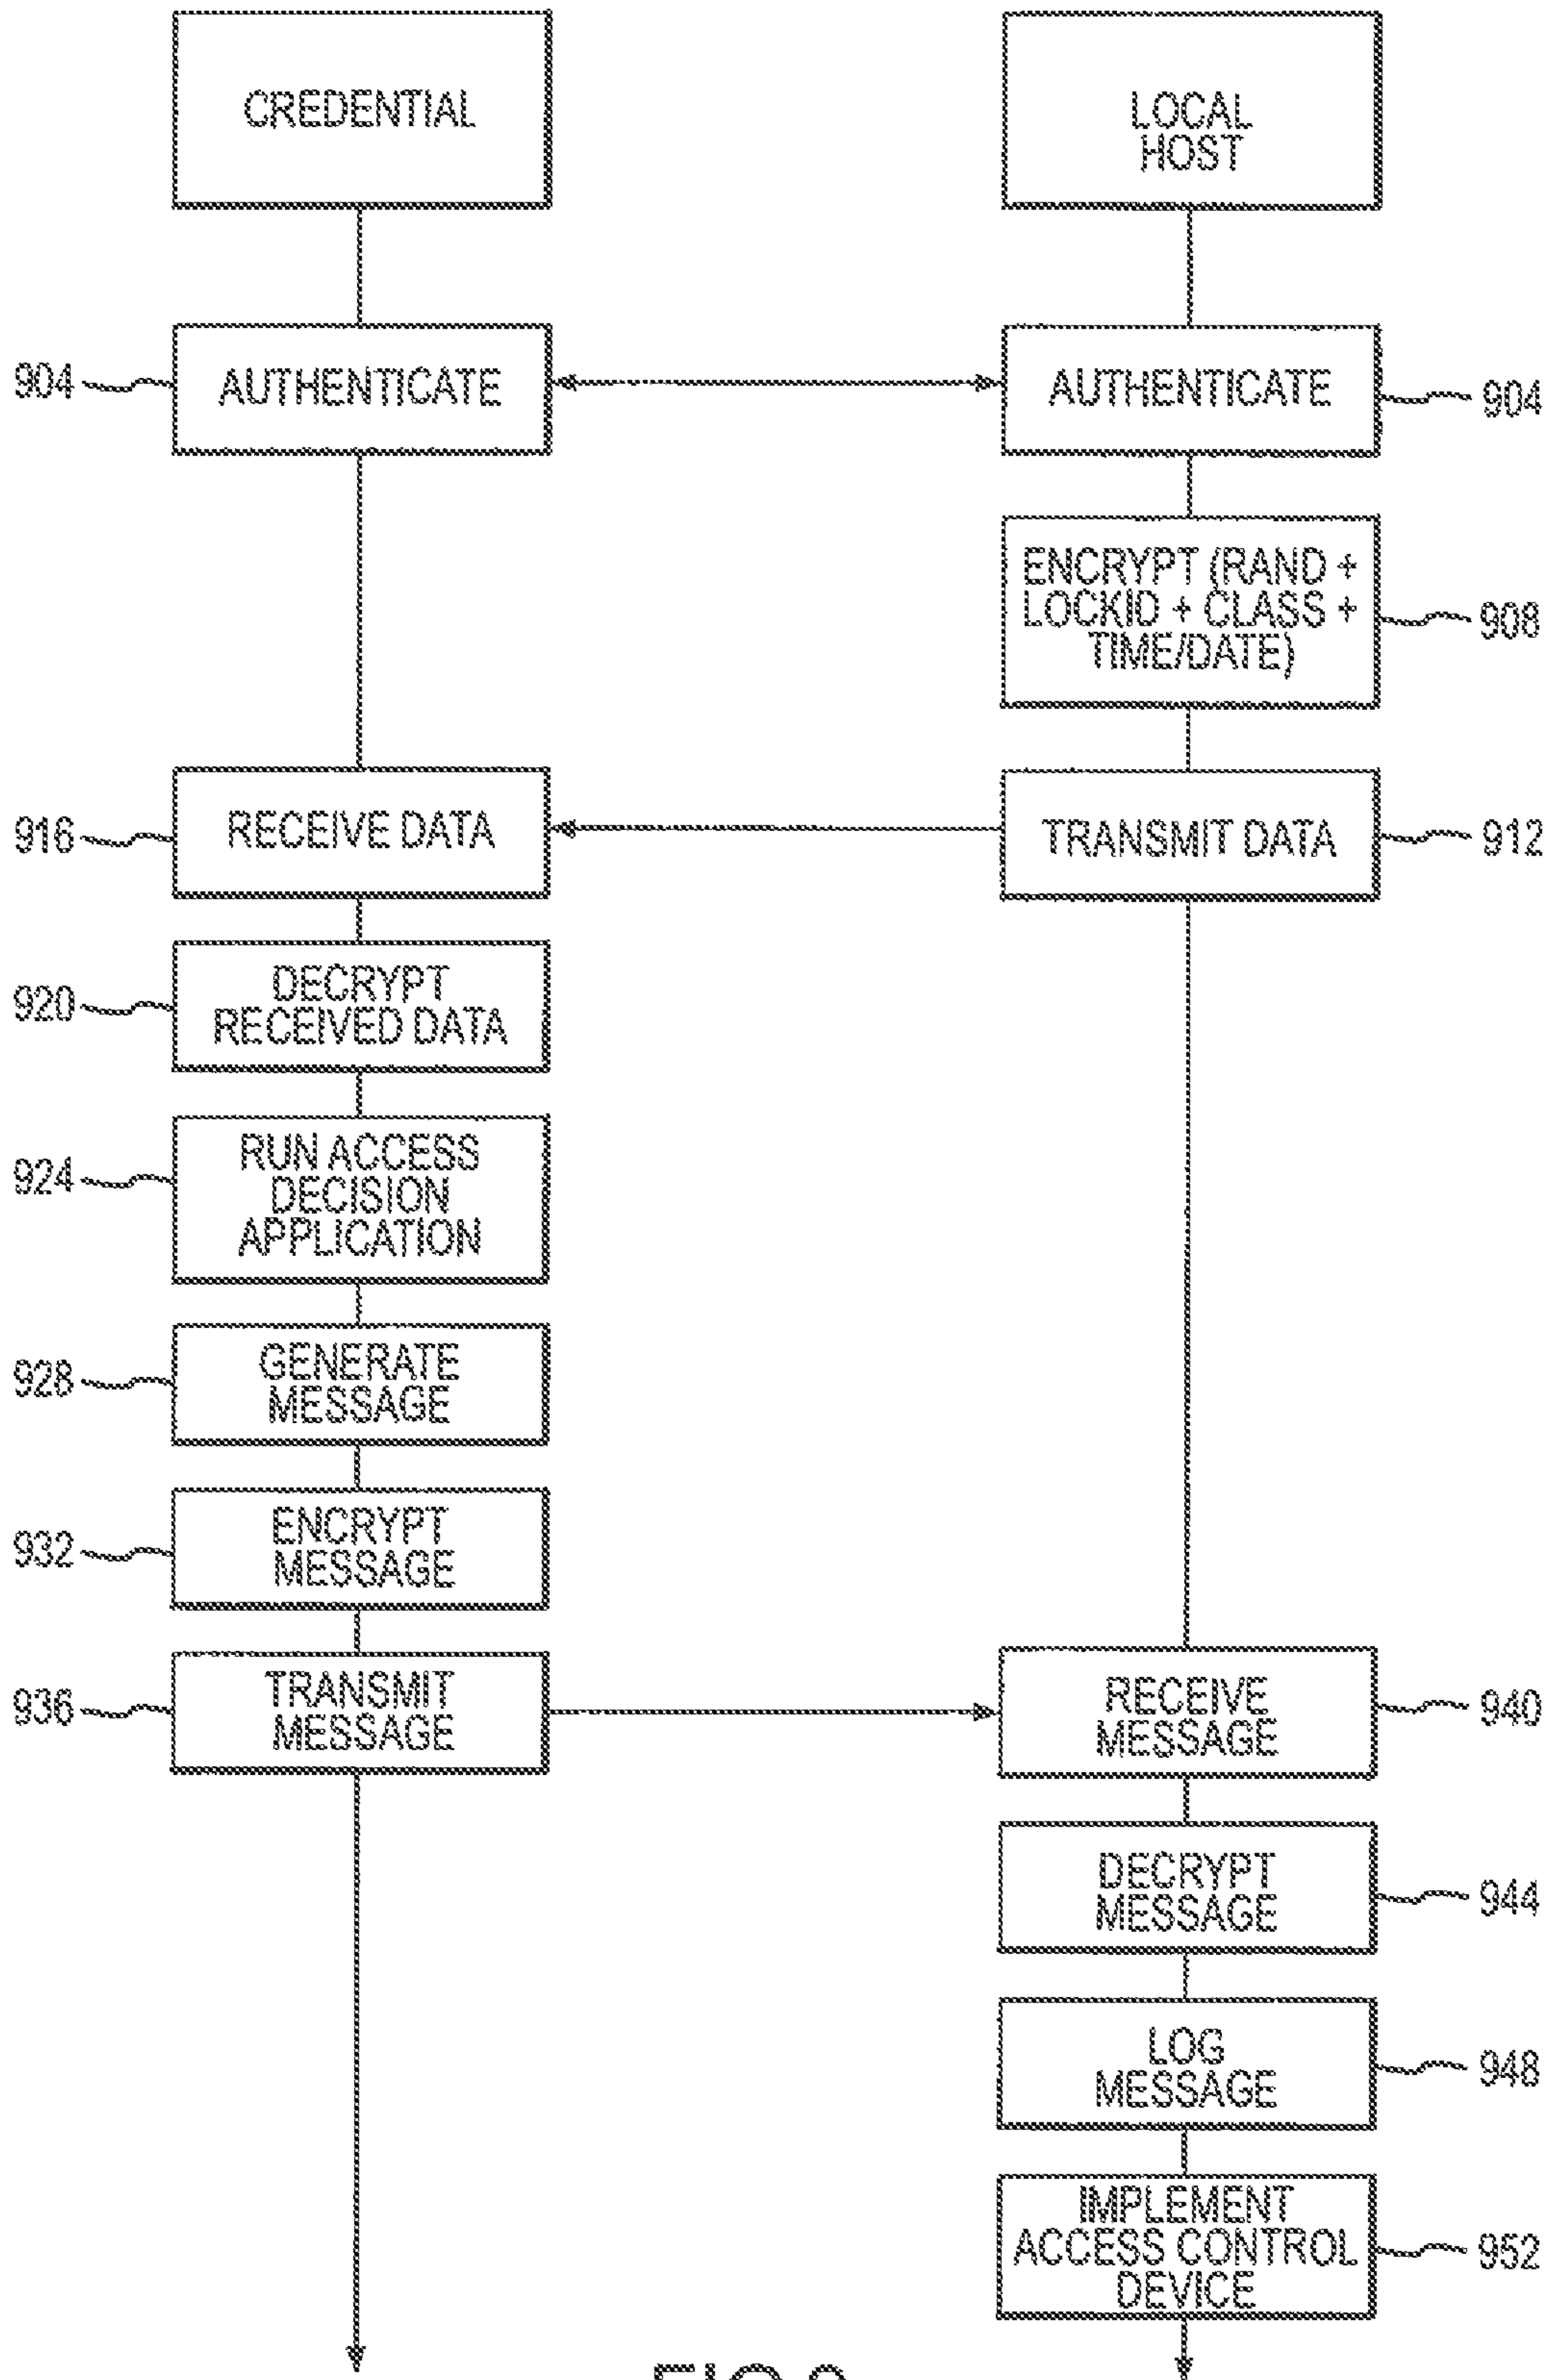 CREDENTIAL
LOCAL
HOST
904
AUTHENTICATE
AUTHENTICATE
904
ENCRYPT (RAND +
LOCKID + CLASS +
TIME/DATE)
908
916
RECEIVE DATA
TRANSMIT DATA
912
920
DECRYPT
RECEIVED DATA
924
RUN ACCESS
DECISION
APPLICATION
928
GENERATE
MESSAGE
932
ENCRYPT
MESSAGE
936
TRANSMIT
MESSAGE
RECEIVE
MESSAGE
940
DECRYPT
MESSAGE
944
LOG
MESSAGE
948
IMPLEMENT
ACCESS CONTROL
DEVICE
952